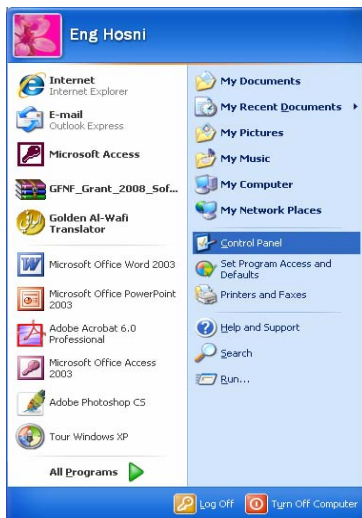 Eng Hosni
Internet
Internet Explorer
E-mail
Outlook Express
Microsoft Access
GFNF_Grant_2008_Sof...
Golden Al-Wafi
Translator
Microsoft Office Word 2003
Microsoft Office PowerPoint
2003
Adobe Acrobat 6.0
Professional
Microsoft Office Access
2003
Adobe Photoshop CS
Tour Windows XP
All Programs
My Documents
My Recent Documents
My Pictures
My Music
My Computer
My Network Places
Control Panel
Set Program Access and
Defaults
Printers and Faxes
Help and Support
Search
Run...
Log Off
Turn Off Computer